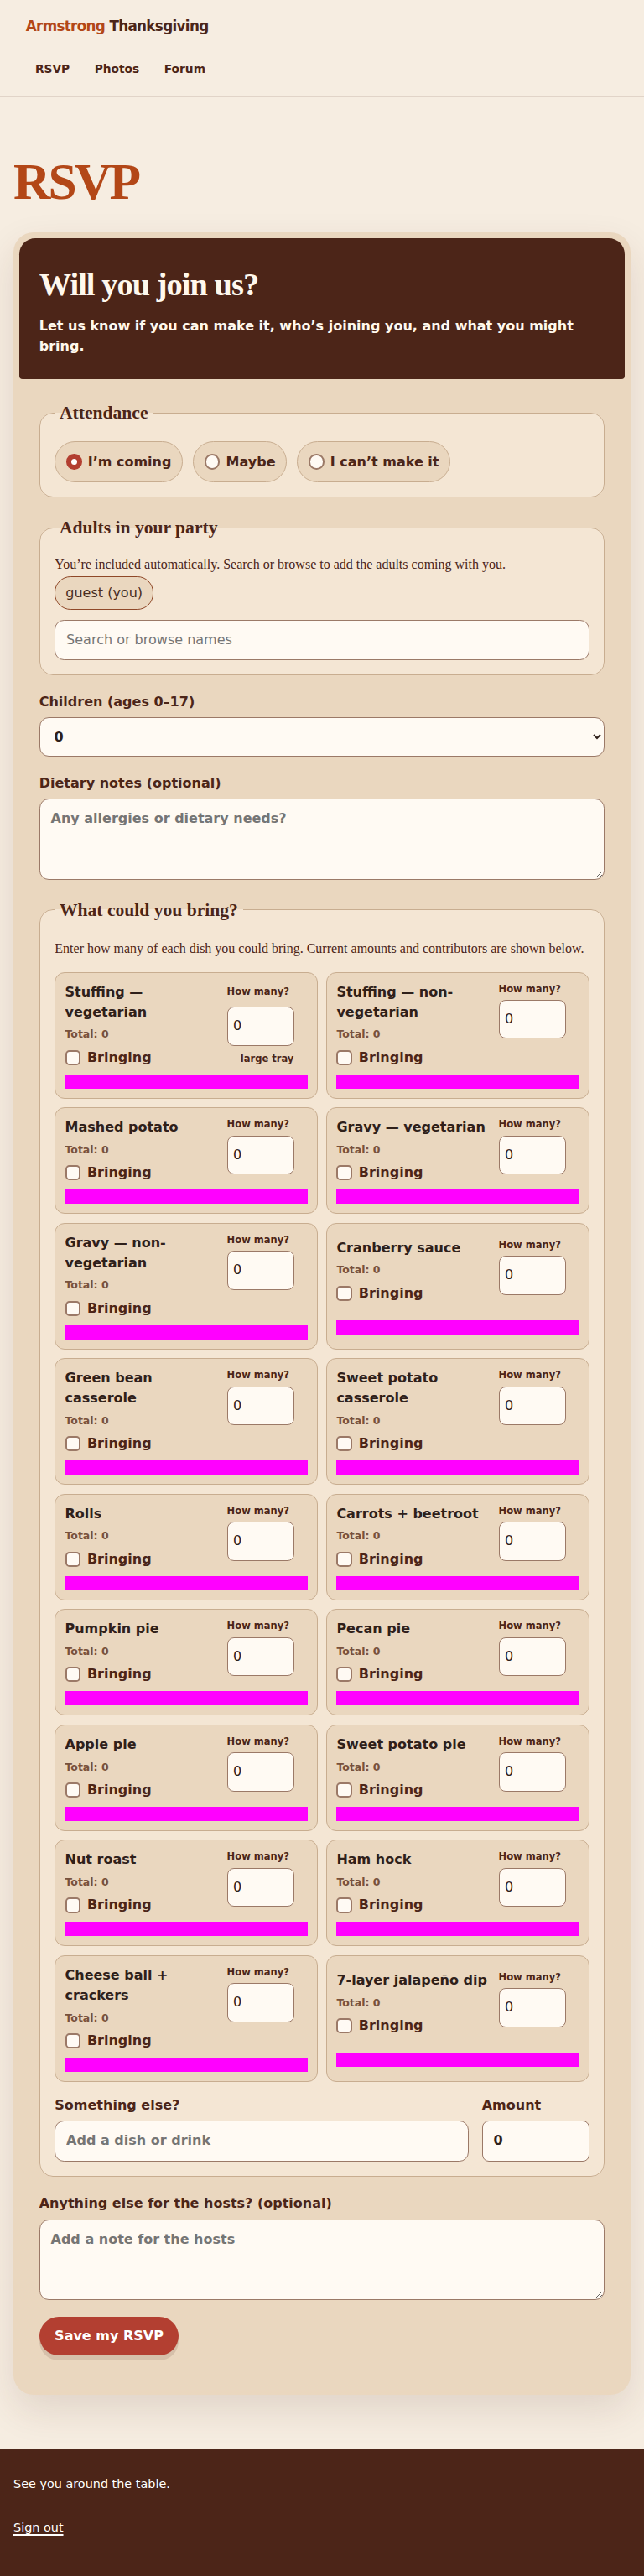 Armstrong Thanksgiving
RSVP Photos Forum
RSVP
Will you join us?
Let us know if you can make it, who’s joining you, and what you might
bring.
Attendance
I’m coming
Maybe
I can’t make it
Adults in your party
You’re included automatically. Search or browse to add the adults coming with you.
guest (you)
Search or browse names
Children (ages 0–17)
0
Dietary notes (optional)
Any allergies or dietary needs?
What could you bring?
Enter how many of each dish you could bring. Current amounts and contributors are shown below.
Stuffing —
vegetarian
Total: 0
Bringing
How many?
0
large tray
Stuffing — non-
vegetarian
Total: 0
Bringing
How many?
0
Mashed potato
Total: 0
Bringing
How many?
0
Gravy — vegetarian
Total: 0
Bringing
How many?
0
Gravy — non-
vegetarian
Total: 0
Bringing
How many?
0
Cranberry sauce
Total: 0
Bringing
How many?
0
Green bean
casserole
Total: 0
Bringing
How many?
0
Sweet potato
casserole
Total: 0
Bringing
How many?
0
Rolls
Total: 0
Bringing
How many?
0
Carrots + beetroot
Total: 0
Bringing
How many?
0
Pumpkin pie
Total: 0
Bringing
How many?
0
Pecan pie
Total: 0
Bringing
How many?
0
Apple pie
Total: 0
Bringing
How many?
0
Sweet potato pie
Total: 0
Bringing
How many?
0
Nut roast
Total: 0
Bringing
How many?
0
Ham hock
Total: 0
Bringing
How many?
0
Cheese ball +
crackers
Total: 0
Bringing
How many?
0
7-layer jalapeño dip
Total: 0
Bringing
How many?
0
Something else?
Add a dish or drink
Amount
0
Anything else for the hosts? (optional)
Add a note for the hosts
Save my RSVP
See you around the table.
Sign out